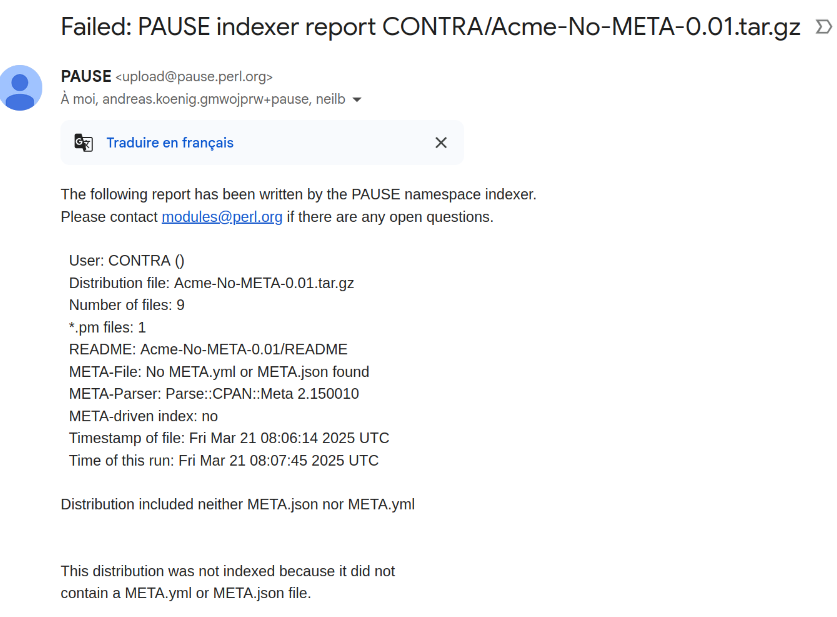 Failed: PAUSE indexer report CONTRA/Acme-No-META-0.01.tar.gz
PAUSE <upload@pause.perl.org>
À moi, andreas.koenig.gmwojprw+pause, neilb
Traduire en français
The following report has been written by the PAUSE namespace indexer.
Please contact modules@perl.org if there are any open questions.
User: CONTRA ()
Distribution file: Acme-No-META-0.01.tar.gz
Number of files: 9
*.pm files: 1
README: Acme-No-META-0.01/README
META-File: No META.yml or META.json found
META-Parser: Parse::CPAN::Meta 2.150010
META-driven index: no
Timestamp of file: Fri Mar 21 08:06:14 2025 UTC
Time of this run: Fri Mar 21 08:07:45 2025 UTC
Distribution included neither META.json nor META.yml
This distribution was not indexed because it did not
contain a META.yml or META.json file.